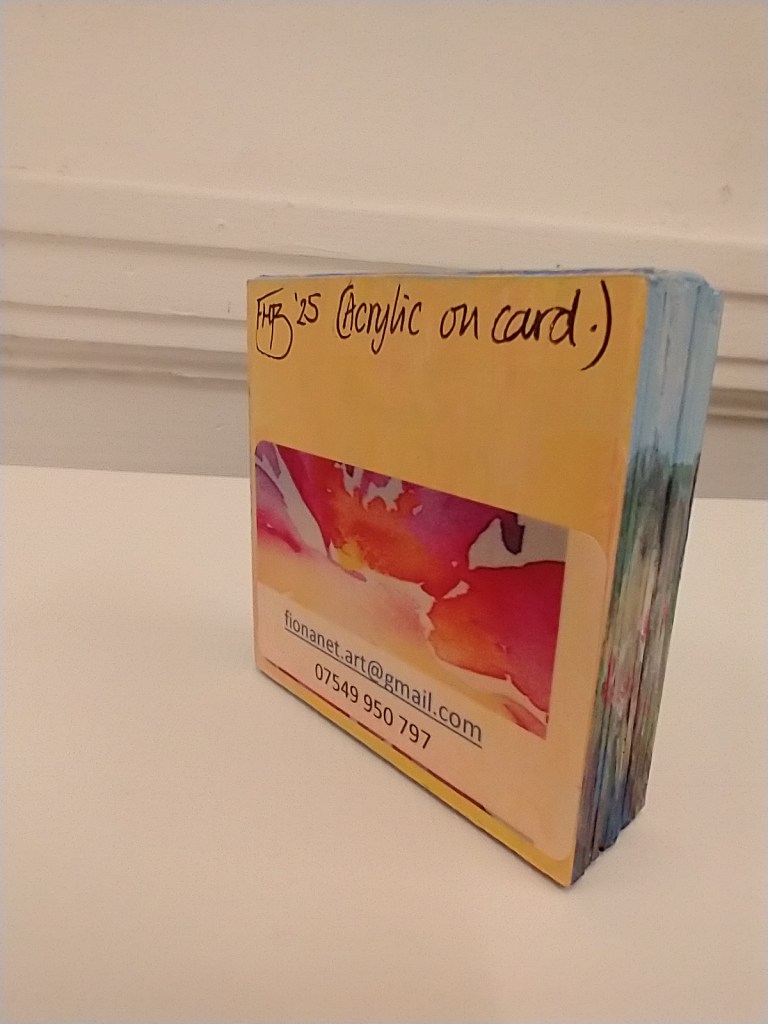 FHB '25 (Acrylic on card.)
fionanet.art@gmail.com
07549 950 797